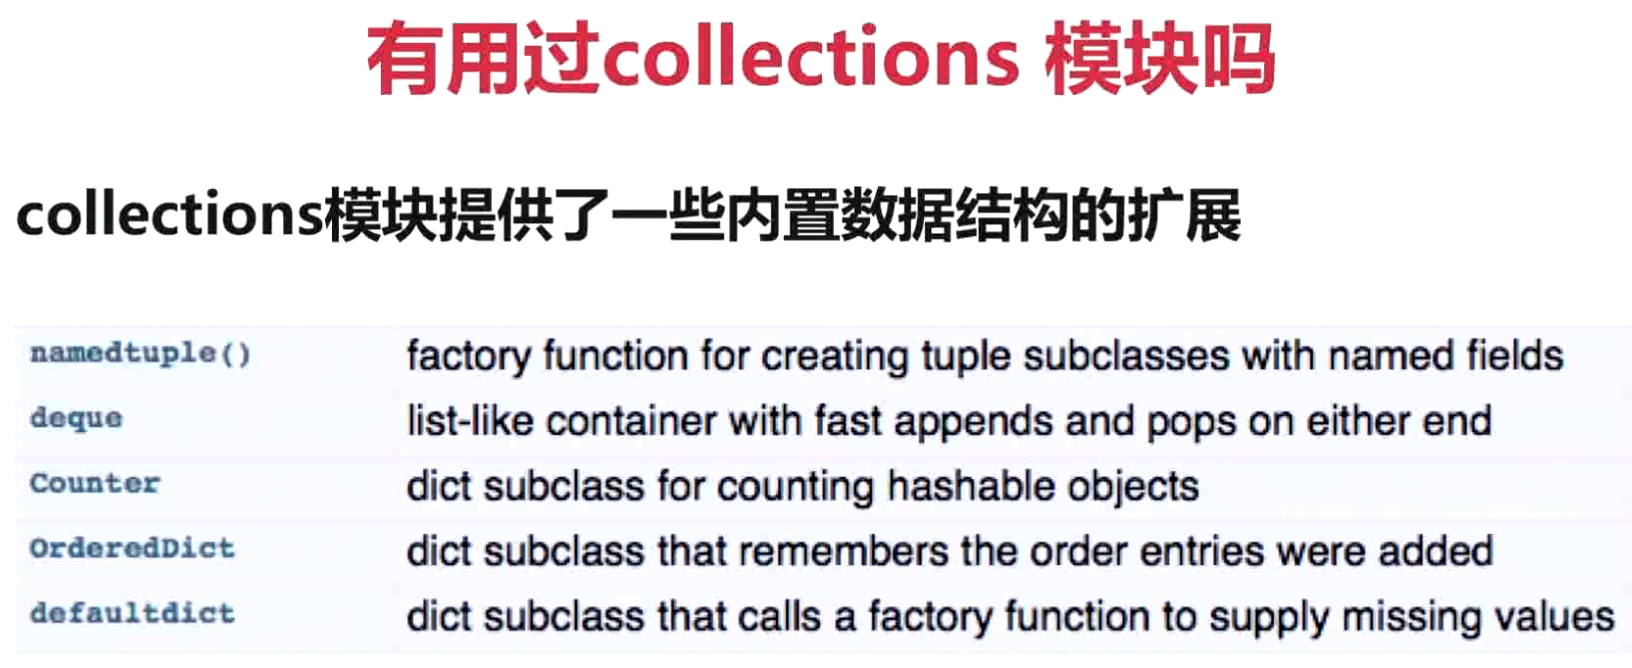 有用过collections 模块吗
collections模块提供了一些内置数据结构的扩展
namedtuple() factory function for creating tuple subclasses with named fields
deque list-like container with fast appends and pops on either end
Counter dict subclass for counting hashable objects
OrderedDict dict subclass that remembers the order entries were added
defaultdict dict subclass that calls a factory function to supply missing values